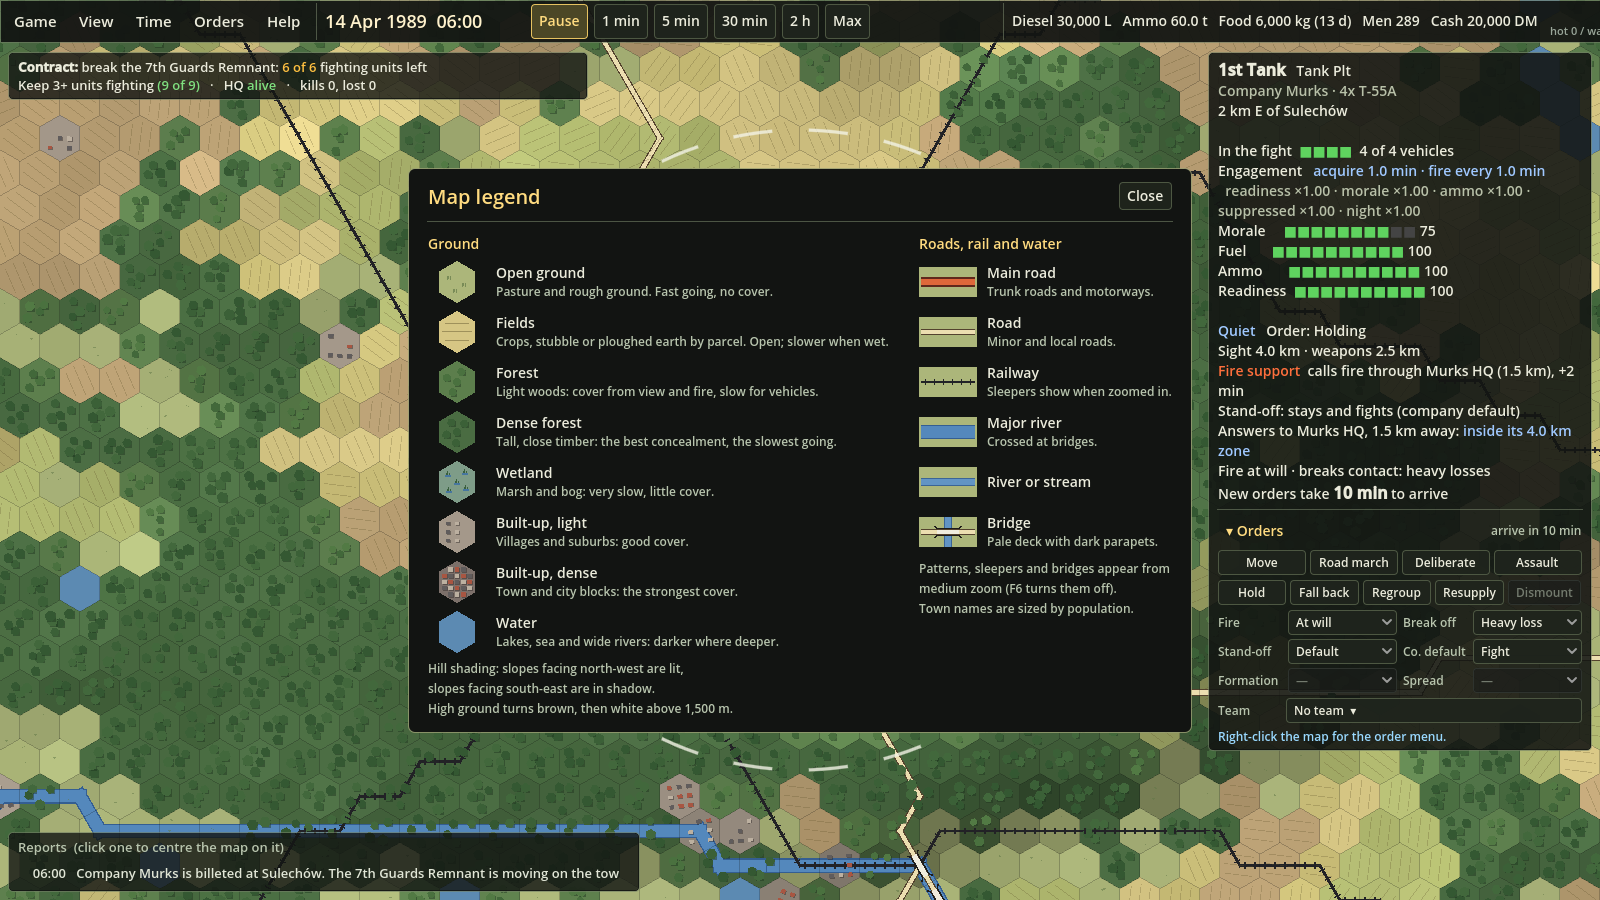 Game View Time Orders Help 14 Apr 1989 06:00 Pause 1 min 5 min 30 min 2 h Max Diesel 30,000 L Ammo 60.0 t Food 6,000 kg (13 d) Men 289 Cash 20,000 DM
hot 0 / wa
Contract: break the 7th Guards Remnant: 6 of 6 fighting units left
Keep 3+ units fighting (9 of 9) · HQ alive · kills 0, lost 0
Map legend
Close
Ground
Open ground
Pasture and rough ground. Fast going, no cover.
Fields
Crops, stubble or ploughed earth by parcel. Open; slower when wet.
Forest
Light woods: cover from view and fire, slow for vehicles.
Dense forest
Tall, close timber: the best concealment, the slowest going.
Wetland
Marsh and bog: very slow, little cover.
Built-up, light
Villages and suburbs: good cover.
Built-up, dense
Town and city blocks: the strongest cover.
Water
Lakes, sea and wide rivers: darker where deeper.
Hill shading: slopes facing north-west are lit,
slopes facing south-east are in shadow.
High ground turns brown, then white above 1,500 m.
Roads, rail and water
Main road
Trunk roads and motorways.
Road
Minor and local roads.
Railway
Sleepers show when zoomed in.
Major river
Crossed at bridges.
River or stream
Bridge
Pale deck with dark parapets.
Patterns, sleepers and bridges appear from
medium zoom (F6 turns them off).
Town names are sized by population.
1st Tank Tank Plt
Company Murks · 4x T-55A
2 km E of Sulechów
In the fight 4 of 4 vehicles
Engagement acquire 1.0 min · fire every 1.0 min
readiness ×1.00 · morale ×1.00 · ammo ×1.00 ·
suppressed ×1.00 · night ×1.00
Morale 75
Fuel 100
Ammo 100
Readiness 100
Quiet Order: Holding
Sight 4.0 km · weapons 2.5 km
Fire support calls fire through Murks HQ (1.5 km), +2
min
Stand-off: stays and fights (company default)
Answers to Murks HQ, 1.5 km away: inside its 4.0 km
zone
Fire at will · breaks contact: heavy losses
New orders take 10 min to arrive
▾ Orders arrive in 10 min
Move Road march Deliberate Assault
Hold Fall back Regroup Resupply Dismount
Fire At will Break off Heavy loss
Stand-off Default Co. default Fight
Formation — Spread —
Team No team ▾
Right-click the map for the order menu.
Reports (click one to centre the map on it)
06:00 Company Murks is billeted at Sulechów. The 7th Guards Remnant is moving on the tow